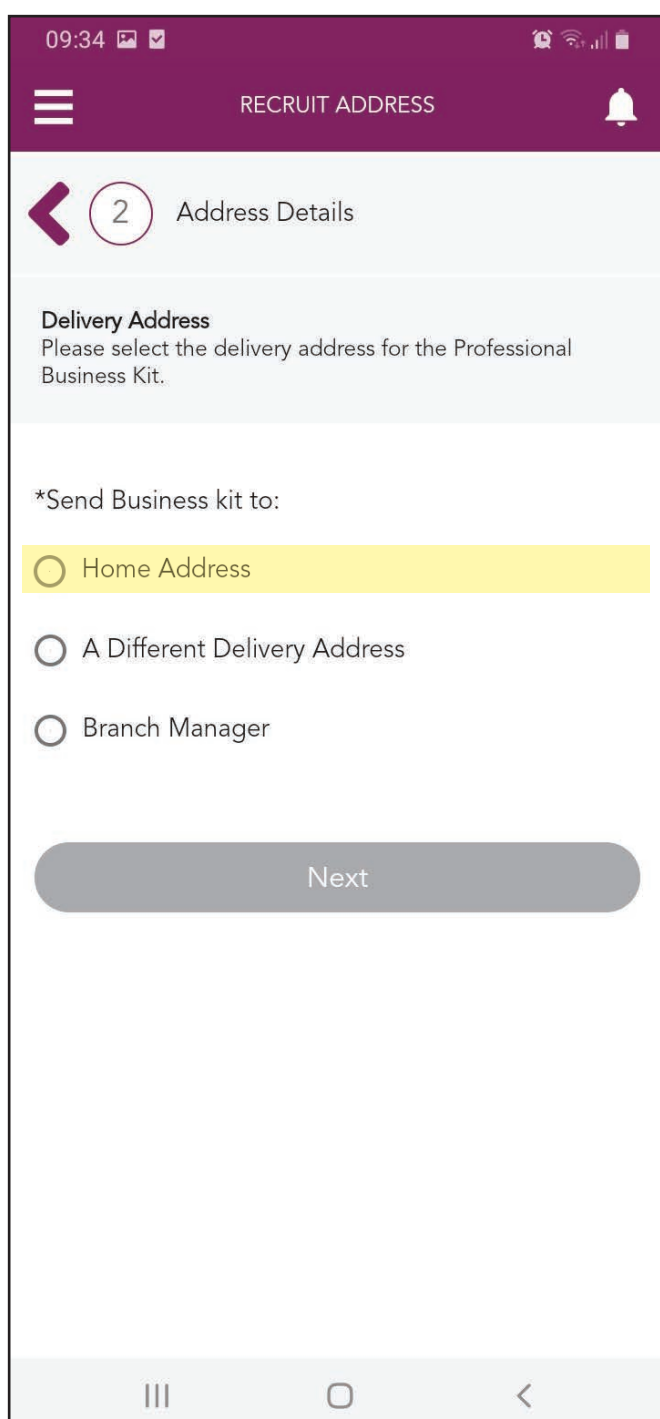 09:34
RECRUIT ADDRESS
2 Address Details
Delivery Address
Please select the delivery address for the Professional
Business Kit.
*Send Business kit to:
Home Address
A Different Delivery Address
Branch Manager
Next